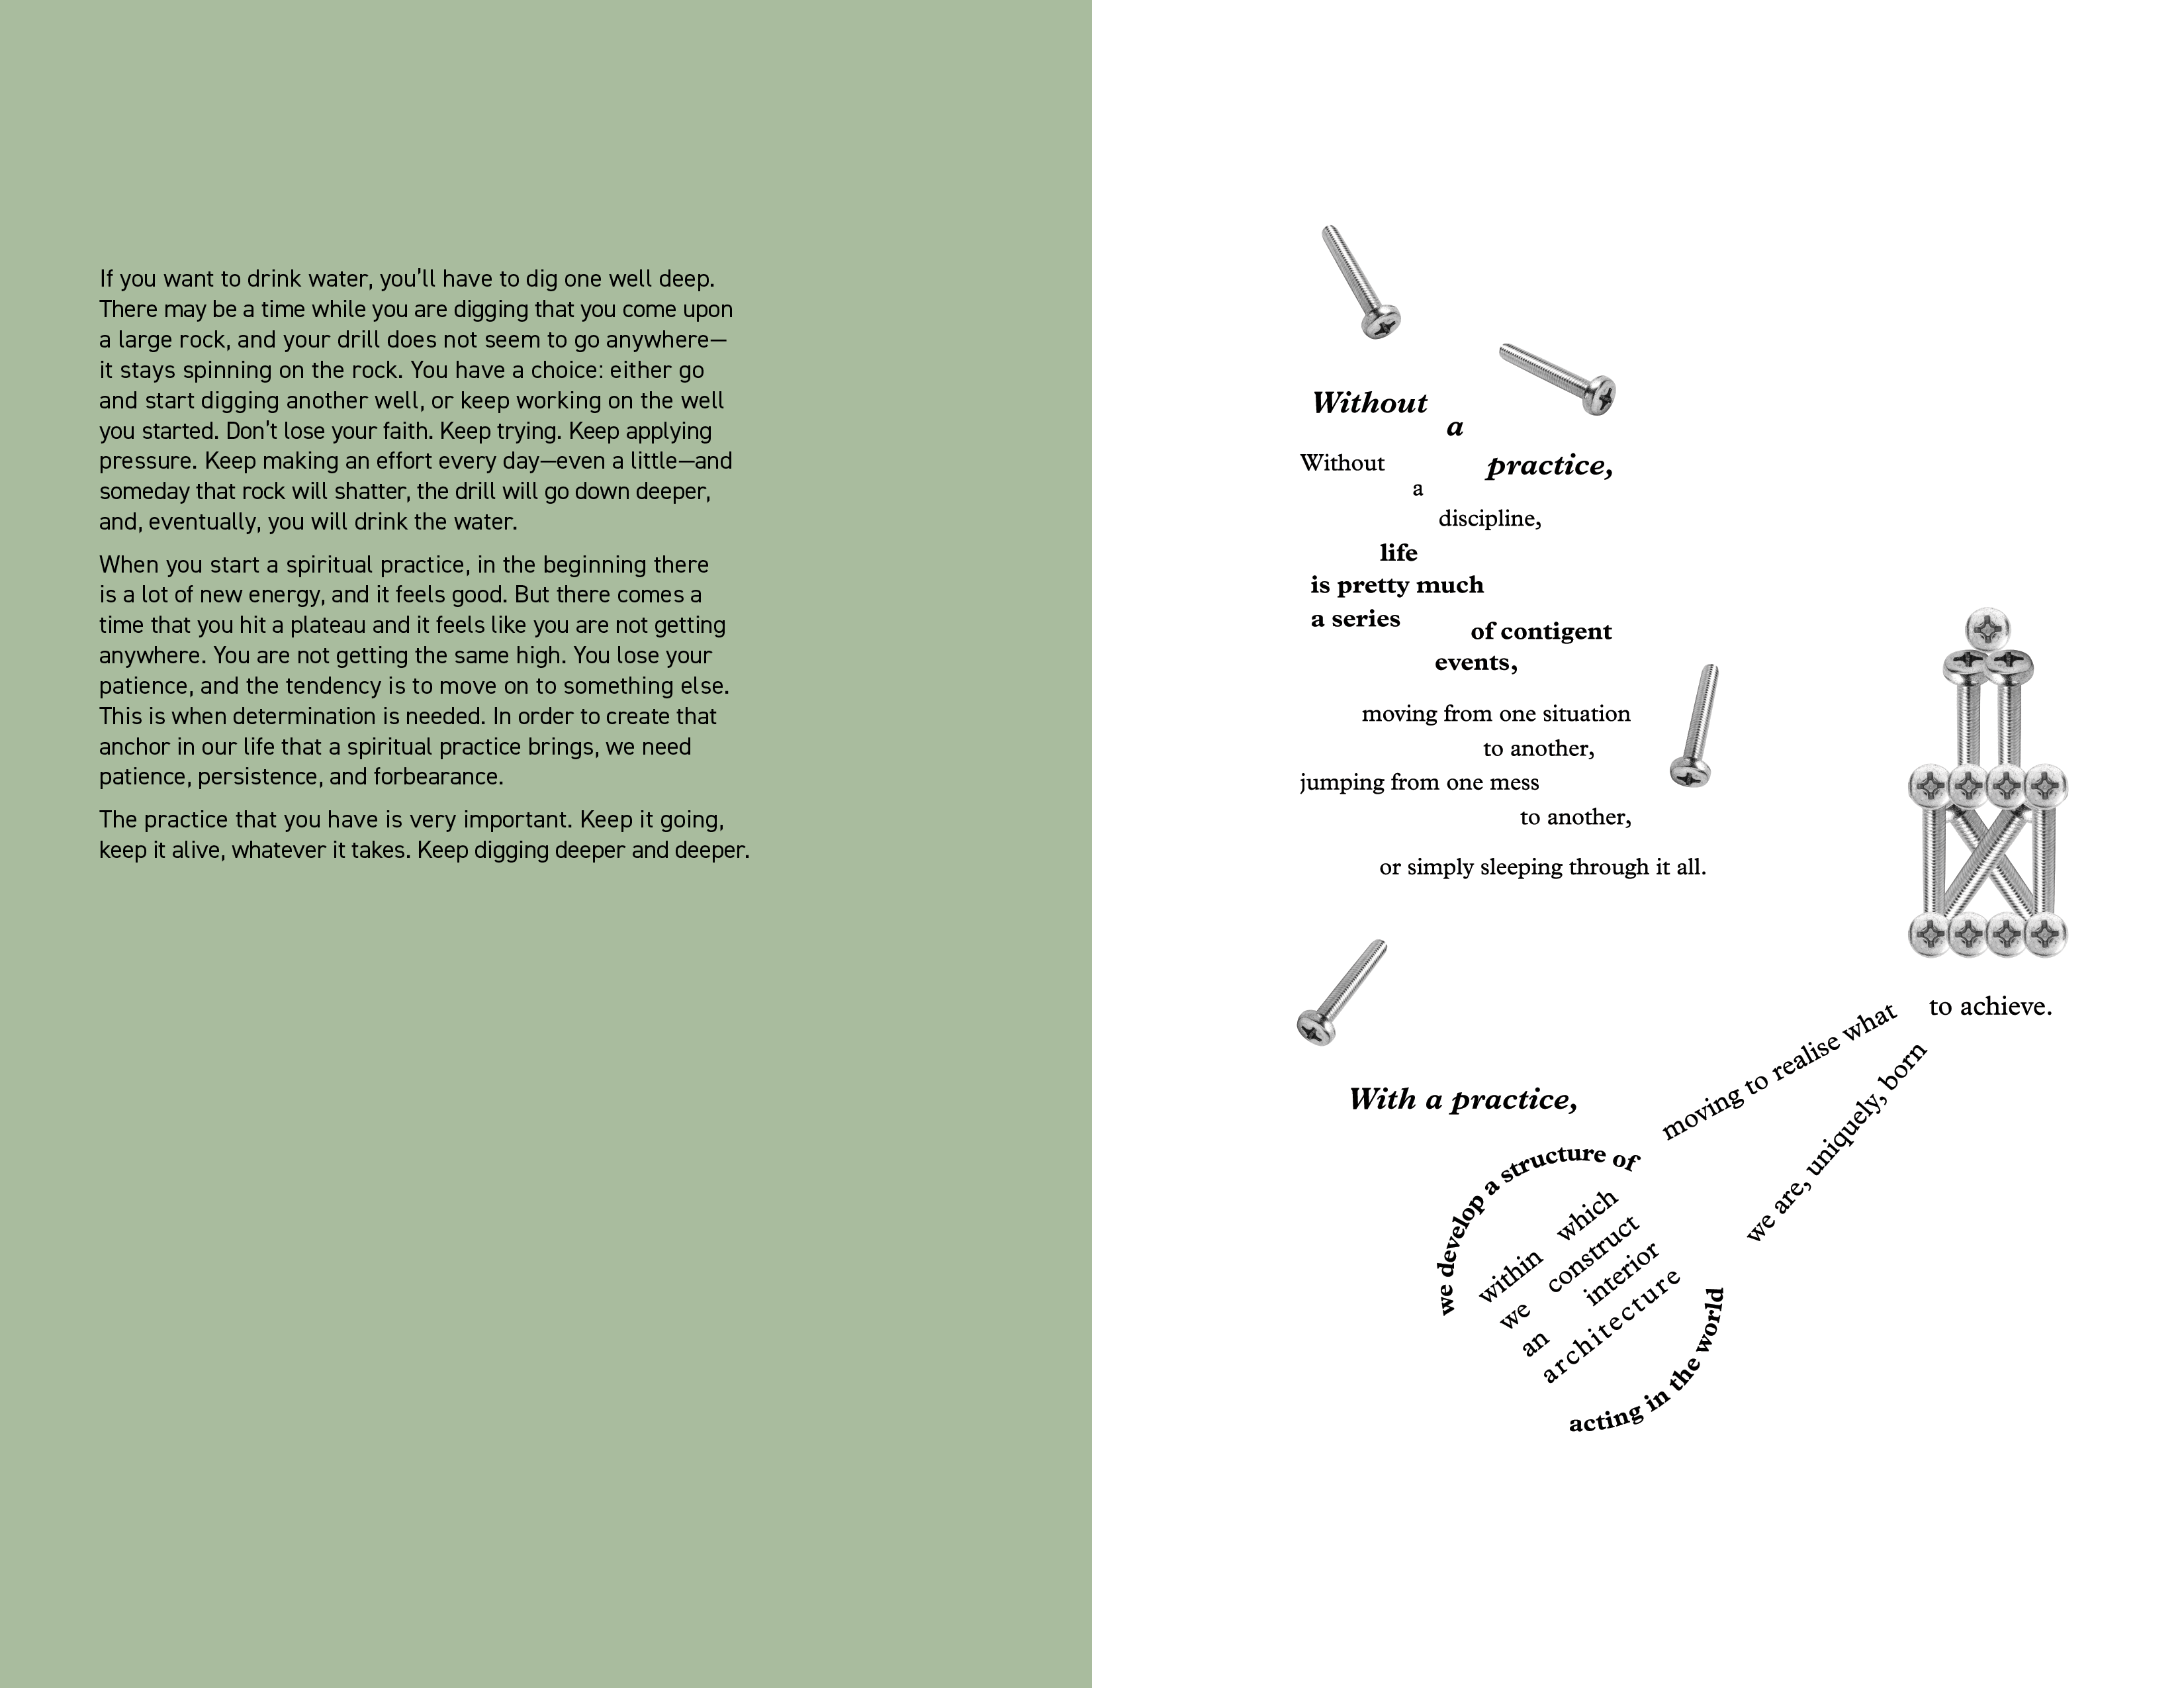 If you want to drink water, you’ll have to dig one well deep.
There may be a time while you are digging that you come upon
a large rock, and your drill does not seem to go anywhere—
it stays spinning on the rock. You have a choice: either go
and start digging another well, or keep working on the well
you started. Don’t lose your faith. Keep trying. Keep applying
pressure. Keep making an effort every day—even a little—and
someday that rock will shatter, the drill will go down deeper,
and, eventually, you will drink the water.
When you start a spiritual practice, in the beginning there
is a lot of new energy, and it feels good. But there comes a
time that you hit a plateau and it feels like you are not getting
anywhere. You are not getting the same high. You lose your
patience, and the tendency is to move on to something else.
This is when determination is needed. In order to create that
anchor in our life that a spiritual practice brings, we need
patience, persistence, and forbearance.
The practice that you have is very important. Keep it going,
keep it alive, whatever it takes. Keep digging deeper and deeper.
Without
a
practice,
Without
a
discipline,
life
is pretty much
a series
of contigent
events,
moving from one situation
to another,
jumping from one mess
to another,
or simply sleeping through it all.
With a practice,
we develop a structure of
within which
we construct
an interior
architecture
acting in the world
moving to realise what
we are, uniquely, born
to achieve.